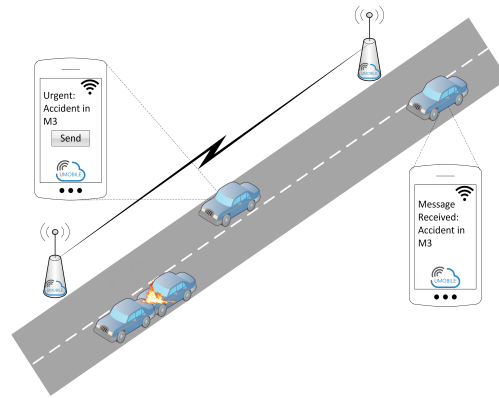 Urgent:
Accident in
M3
Send
UMOBILE
UMOBILE
UMOBILE
Message
Received:
Accident in
M3
UMOBILE